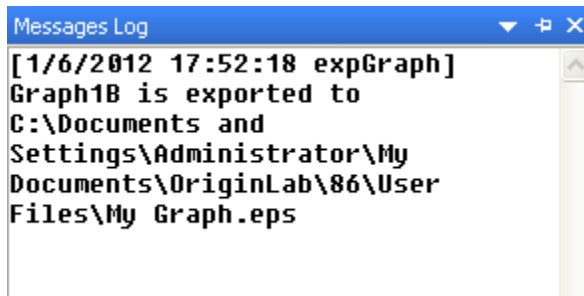 Messages Log
[1/6/2012 17:52:18 expGraph]
Graph1B is exported to
C:\Documents and
Settings\Administrator\My
Documents\OriginLab\86\User
Files\My Graph.eps